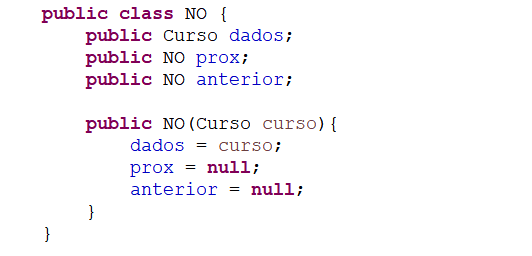 public class NO {
public Curso dados;
public NO prox;
public NO anterior;
public NO(Curso curso){
dados = curso;
prox = null;
anterior = null;
}
}